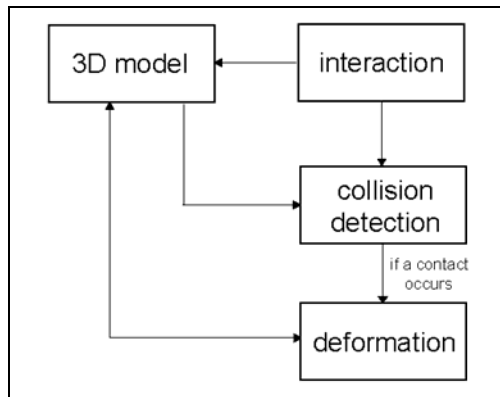 3D model
interaction
collision
detection
if a contact
occurs
deformation